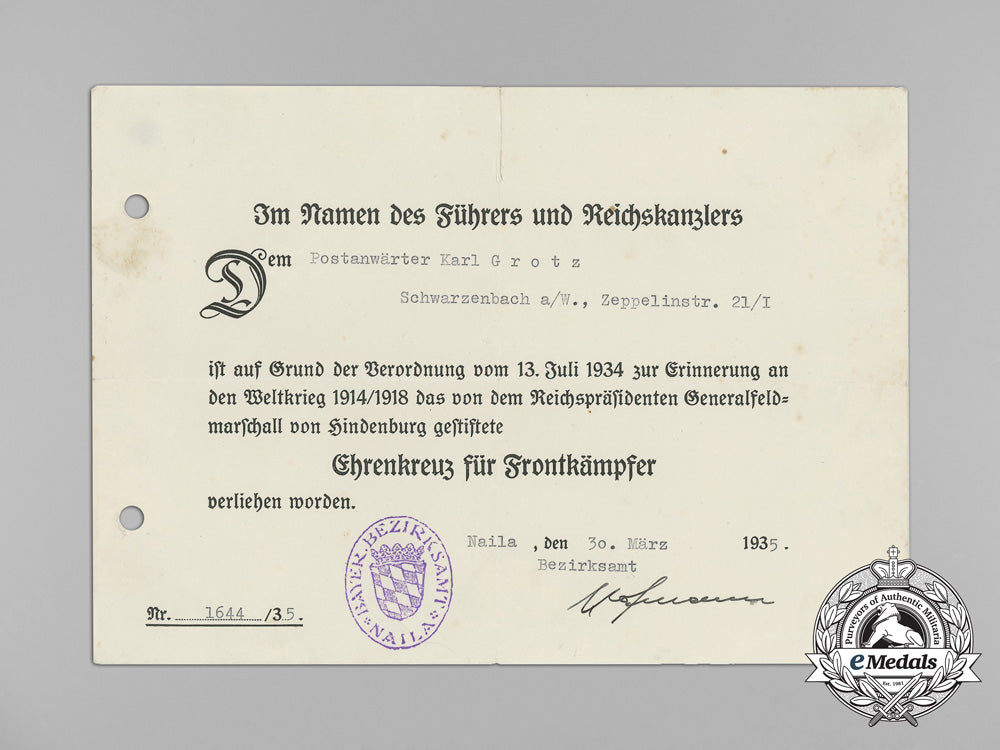 Im Namen des Führers und Reichskanzlers
Dem Postanwärter Karl G r o t z
Schwarzenbach a/W., Zeppelinstr. 21/I
ist auf Grund der Verordnung vom 13. Juli 1934 zur Erinnerung an
den Weltkrieg 1914/1918 das von dem Reichspräsidenten Generalfeld=
marschall von Hindenburg gestiftete
Ehrenkreuz für Frontkämpfer
verliehen worden.
Naila , den 30. März 1935.
Bezirksamt
BAYER. BEZIRKSAMT
NAILA
Nr. 1644 /35.
Purveyors of Authentic Militaria
eMedals
Est. 1981